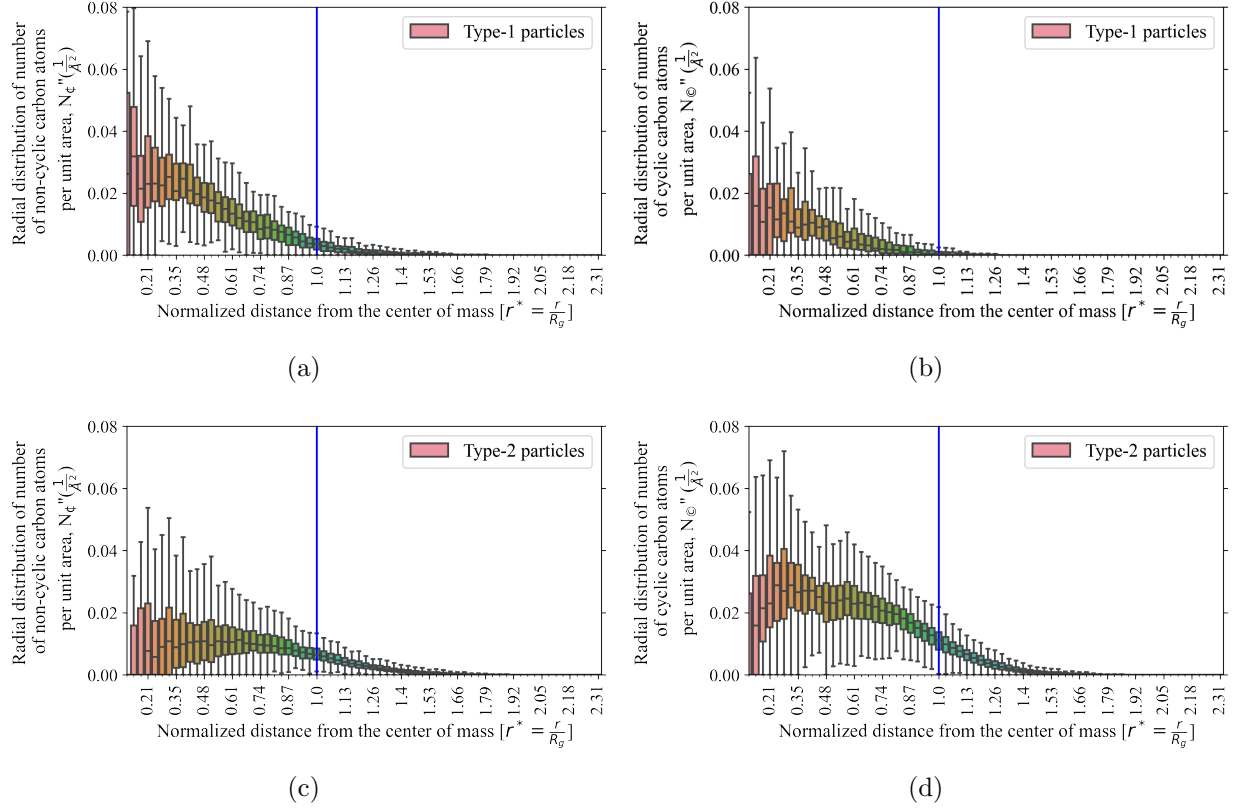 Radial distribution of number
of non-cyclic carbon atoms
per unit area, N₵"(1/Å²)
0.08
0.06
0.04
0.02
0.00
Type-1 particles
0.21 0.35 0.48 0.61 0.74 0.87 1.0 1.13 1.26 1.4 1.53 1.66 1.79 1.92 2.05 2.18 2.31
Normalized distance from the center of mass [r* = r/Rg]
(a)
Radial distribution of number
of cyclic carbon atoms
per unit area, N©" (1/Å²)
0.08
0.06
0.04
0.02
0.00
Type-1 particles
0.21 0.35 0.48 0.61 0.74 0.87 1.0 1.13 1.26 1.4 1.53 1.66 1.79 1.92 2.05 2.18 2.31
Normalized distance from the center of mass [r* = r/Rg]
(b)
Radial distribution of number
of non-cyclic carbon atoms
per unit area, N₵"(1/Å²)
0.08
0.06
0.04
0.02
0.00
Type-2 particles
0.21 0.35 0.48 0.61 0.74 0.87 1.0 1.13 1.26 1.4 1.53 1.66 1.79 1.92 2.05 2.18 2.31
Normalized distance from the center of mass [r* = r/Rg]
(c)
Radial distribution of number
of cyclic carbon atoms
per unit area, N©" (1/Å²)
0.08
0.06
0.04
0.02
0.00
Type-2 particles
0.21 0.35 0.48 0.61 0.74 0.87 1.0 1.13 1.26 1.4 1.53 1.66 1.79 1.92 2.05 2.18 2.31
Normalized distance from the center of mass [r* = r/Rg]
(d)